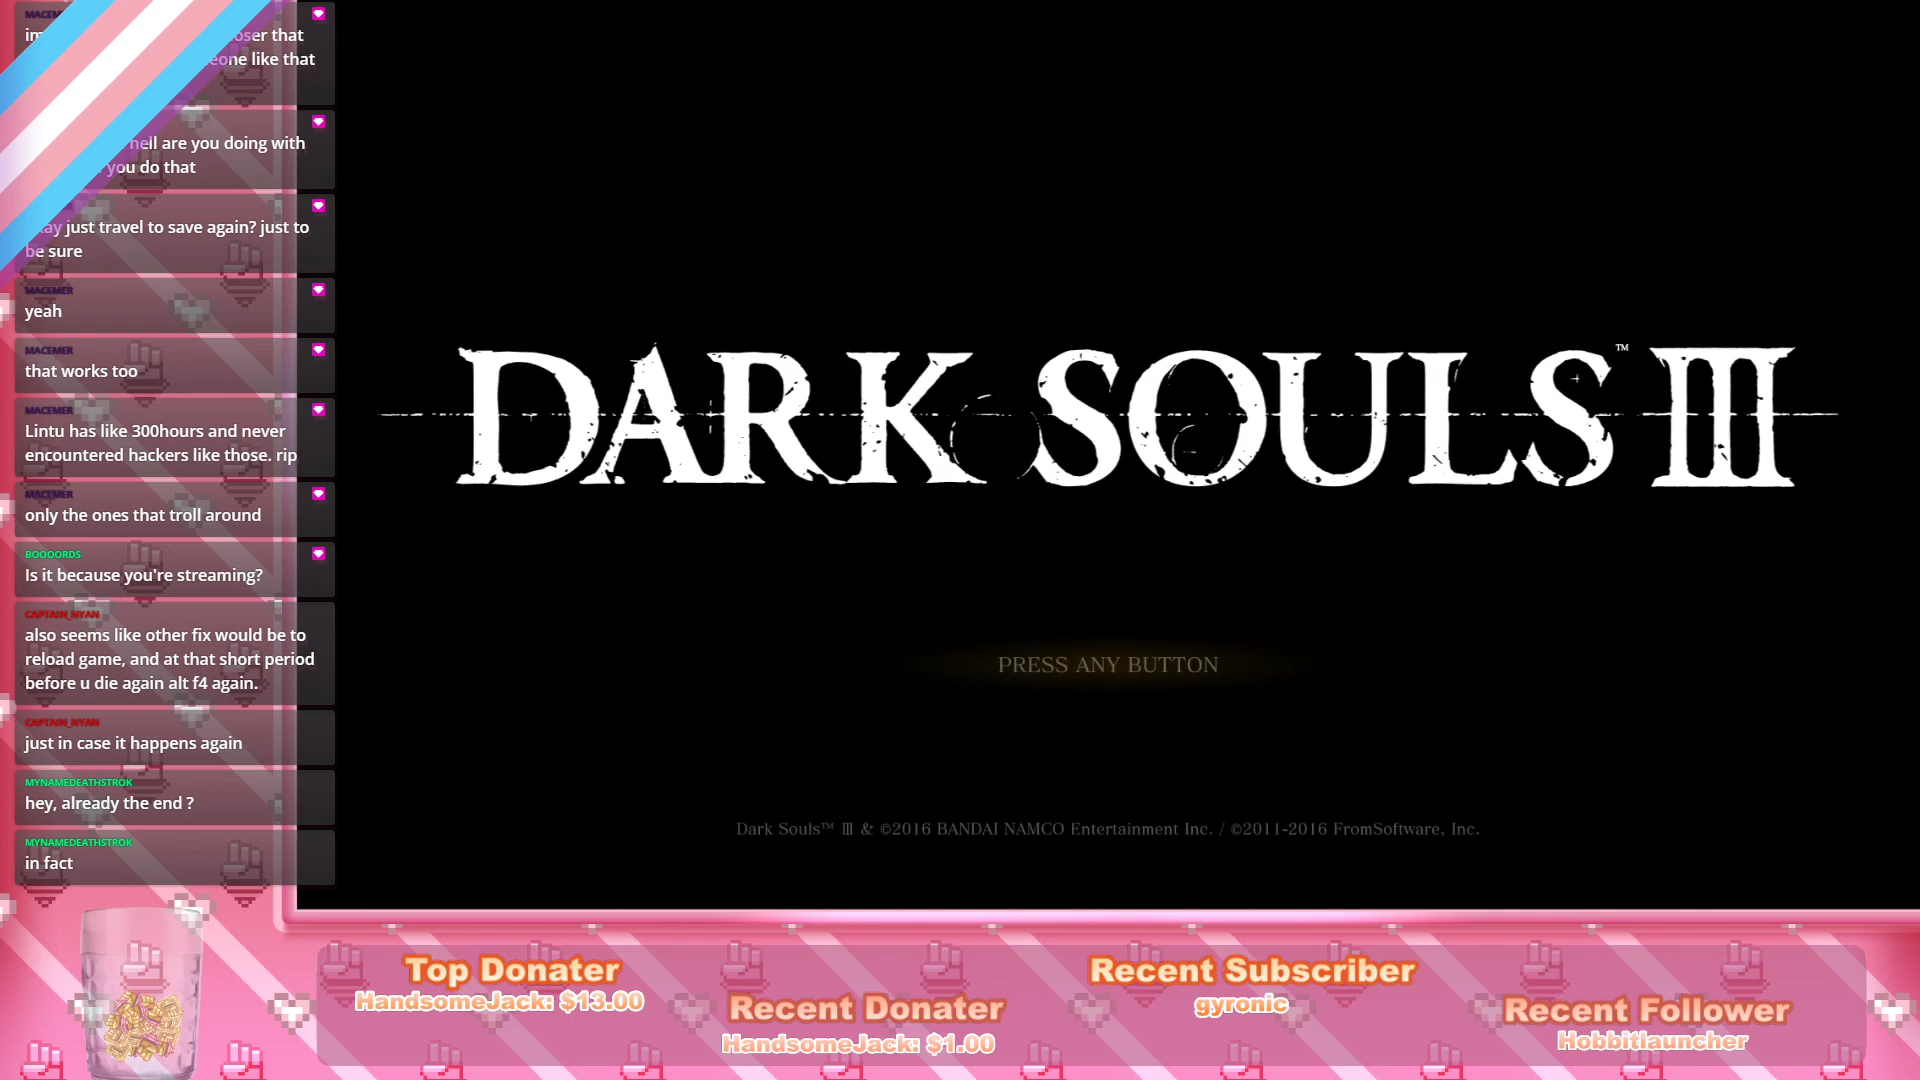 oser that
eone like that
hell are you doing with
you do that
just travel to save again? just to
be sure
MACEMER
yeah
MACEMER
that works too
MACEMER
Lintu has like 300hours and never
encountered hackers like those. rip
MACEMER
only the ones that troll around
BOOOORDS
Is it because you're streaming?
CAPTAIN_NYAN
also seems like other fix would be to
reload game, and at that short period
before u die again alt f4 again.
CAPTAIN_NYAN
just in case it happens again
MYNAMEDEATHSTROK
hey, already the end ?
MYNAMEDEATHSTROK
in fact
DARK SOULS™ III
PRESS ANY BUTTON
Dark Souls™ III & ©2016 BANDAI NAMCO Entertainment Inc. / ©2011-2016 FromSoftware, Inc.
Top Donater
HandsomeJack: $13.00
Recent Donater
HandsomeJack: $1.00
Recent Subscriber
gyronic
Recent Follower
Hobbitlauncher